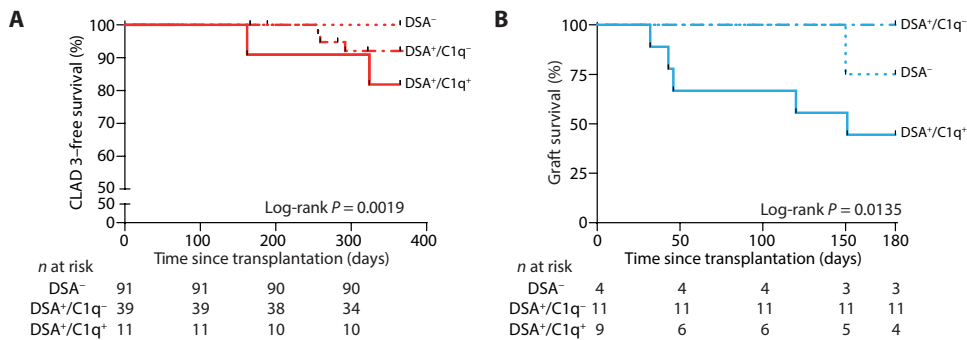 A
CLAD 3–free survival (%)
100
90
80
70
60
50
50
0
DSA⁻
DSA⁺/C1q⁻
DSA⁺/C1q⁺
Log-rank P = 0.0019
0 100 200 300 400
Time since transplantation (days)
n at risk
DSA⁻ 91 91 90 90
DSA⁺/C1q⁻ 39 39 38 34
DSA⁺/C1q⁺ 11 11 10 10
B
Graft survival (%)
100
75
50
25
0
DSA⁺/C1q⁻
DSA⁻
DSA⁺/C1q⁺
Log-rank P = 0.0135
0 50 100 150 180
Time since transplantation (days)
n at risk
DSA⁻ 4 4 4 3 3
DSA⁺/C1q⁻ 11 11 11 11 11
DSA⁺/C1q⁺ 9 6 6 5 4